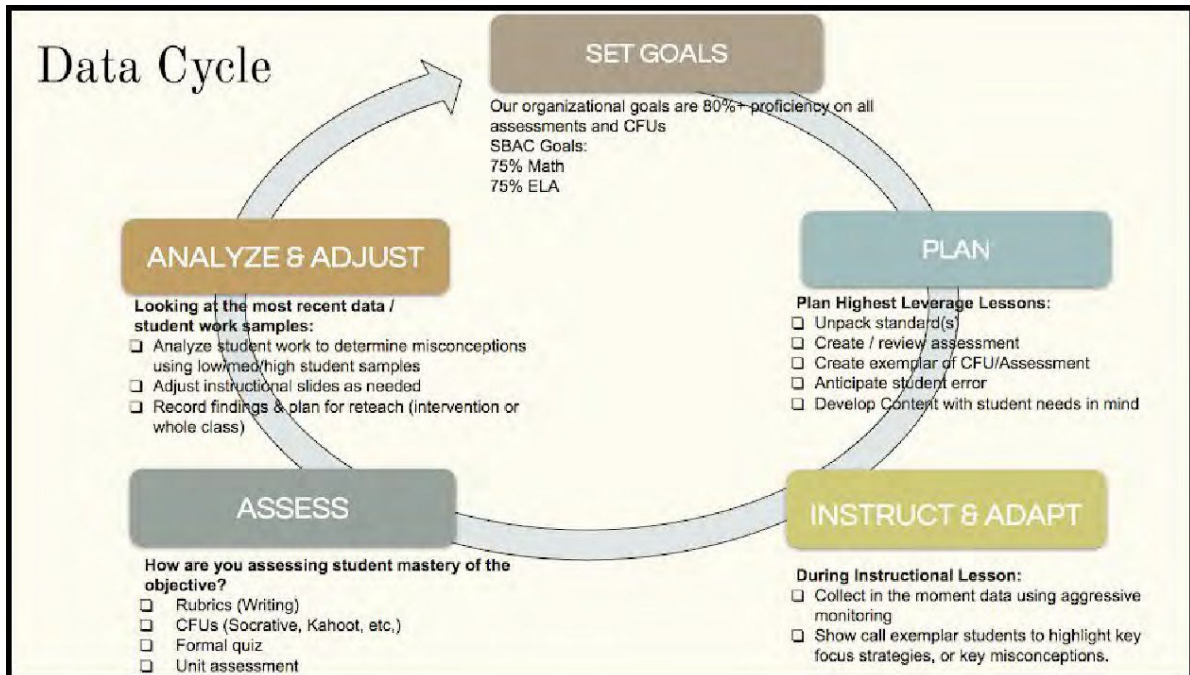 Data Cycle
SET GOALS
Our organizational goals are 80%+ proficiency on all
assessments and CFUs
SBAC Goals:
75% Math
75% ELA
PLAN
Plan Highest Leverage Lessons:
❑ Unpack standard(s)
❑ Create / review assessment
❑ Create exemplar of CFU/Assessment
❑ Anticipate student error
❑ Develop Content with student needs in mind
INSTRUCT & ADAPT
During Instructional Lesson:
❑ Collect in the moment data using aggressive
monitoring
❑ Show call exemplar students to highlight key
focus strategies, or key misconceptions.
ASSESS
How are you assessing student mastery of the
objective?
❑ Rubrics (Writing)
❑ CFUs (Socrative, Kahoot, etc,)
❑ Formal quiz
❑ Unit assessment
ANALYZE & ADJUST
Looking at the most recent data /
student work samples:
❑ Analyze student work to determine misconceptions
using low/med/high student samples
❑ Adjust instructional slides as needed
❑ Record findings & plan for reteach (intervention or
whole class)